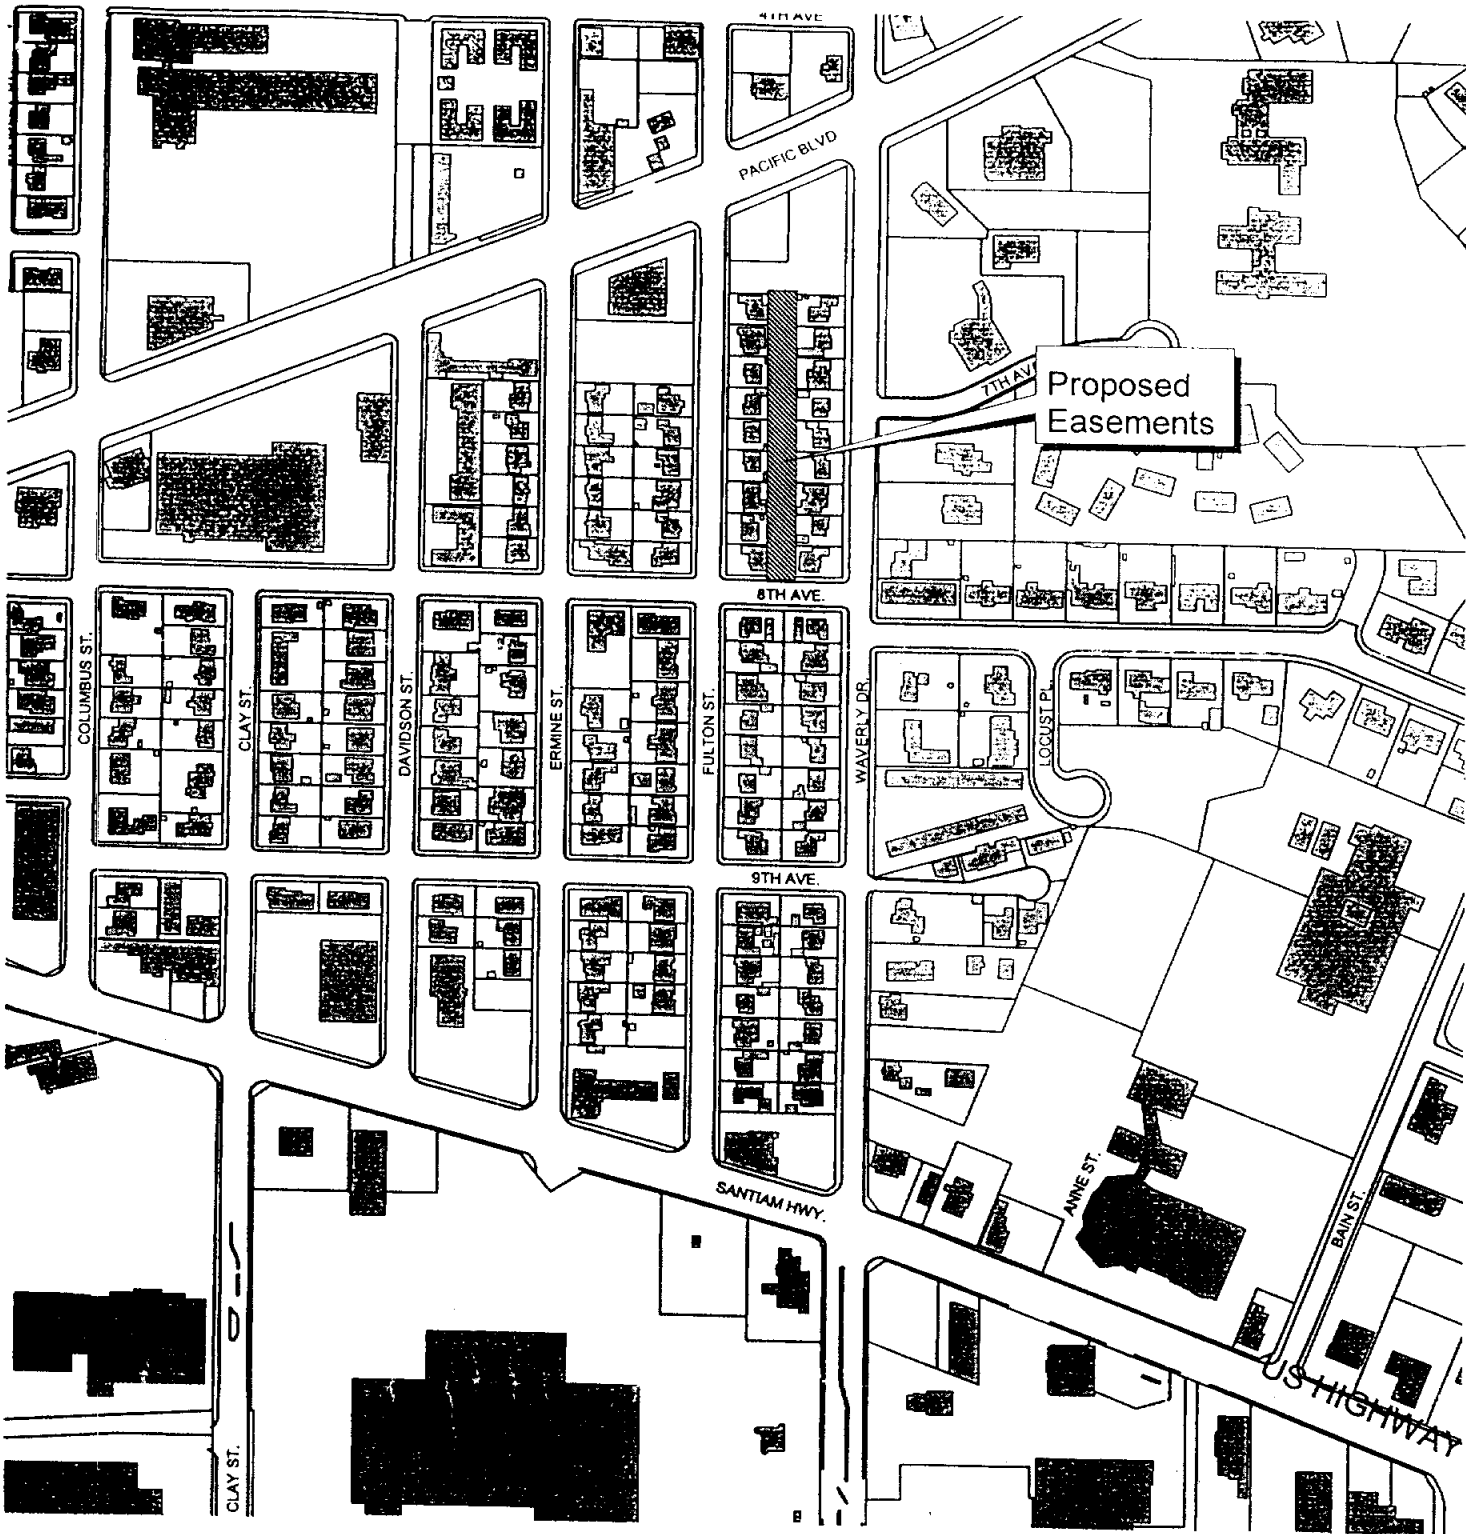 4TH AVE
PACIFIC BLVD
7TH AV
Proposed
Easements
8TH AVE.
COLUMBUS ST.
CLAY ST.
DAVIDSON ST.
ERMINE ST.
FULTON ST.
WAVERLY DR.
LOCUST PL.
9TH AVE.
SANTIAM HWY.
ANNE ST.
BAIN ST.
US HIGHWAY
CLAY ST.